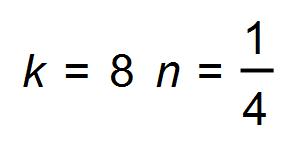 k = 8 n = 1/4